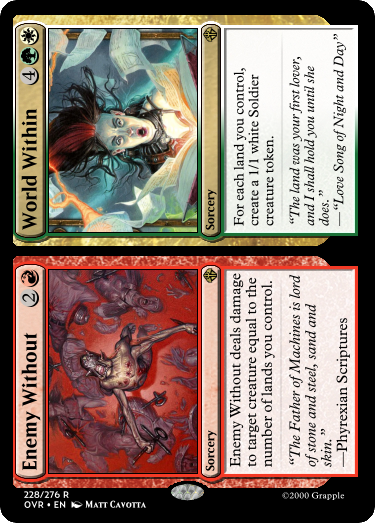 World Within 4
Sorcery
For each land you control,
create a 1/1 white Soldier
creature token.
"The land was your first lover,
and I shall hold you until she
does."
—"Love Song of Night and Day"
Enemy Without 2
Sorcery
Enemy Without deals damage
to target creature equal to the
number of lands you control.
"The Father of Machines is lord
of stone and steel, sand and
skin."
—Phyrexian Scriptures
228/276 R
OVR • EN MATT CAVOTTA
©2000 Grapple